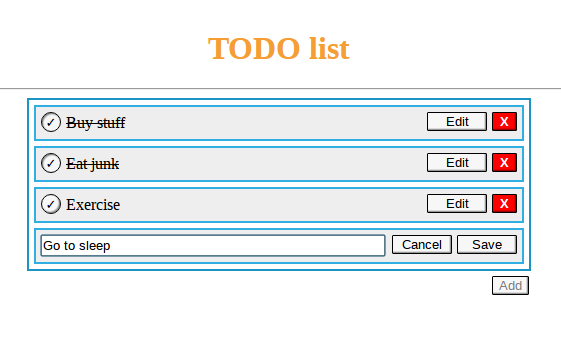 TODO list
✓ Buy stuff Edit X
✓ Eat junk Edit X
✓ Exercise Edit X
Go to sleep Cancel Save
Add